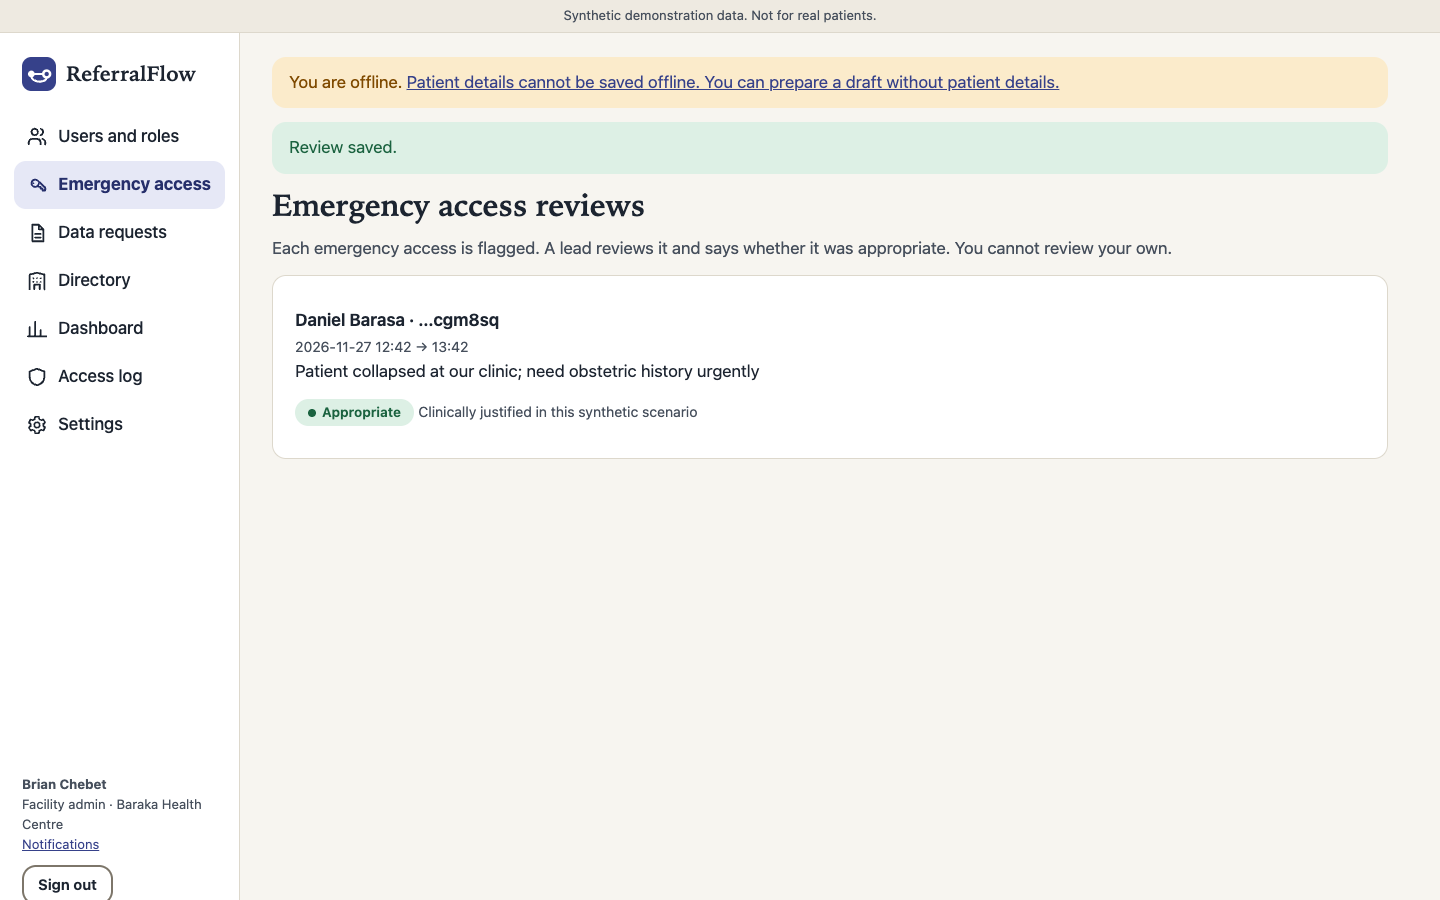 Synthetic demonstration data. Not for real patients.
ReferralFlow
Users and roles
Emergency access
Data requests
Directory
Dashboard
Access log
Settings
Brian Chebet
Facility admin · Baraka Health
Centre
Notifications
Sign out
You are offline. Patient details cannot be saved offline. You can prepare a draft without patient details.
Review saved.
Emergency access reviews
Each emergency access is flagged. A lead reviews it and says whether it was appropriate. You cannot review your own.
Daniel Barasa · ...cgm8sq
2026-11-27 12:42 → 13:42
Patient collapsed at our clinic; need obstetric history urgently
Appropriate Clinically justified in this synthetic scenario